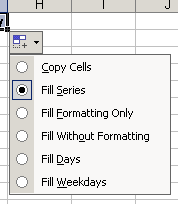 H I J
Copy Cells
Fill Series
Fill Formatting Only
Fill Without Formatting
Fill Days
Fill Weekdays